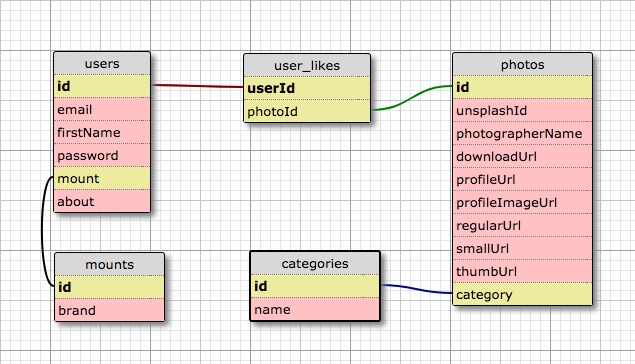 users
id
email
firstName
password
mount
about
user_likes
userId
photoId
photos
id
unsplashId
photographerName
downloadUrl
profileUrl
profileImageUrl
regularUrl
smallUrl
thumbUrl
category
mounts
id
brand
categories
id
name